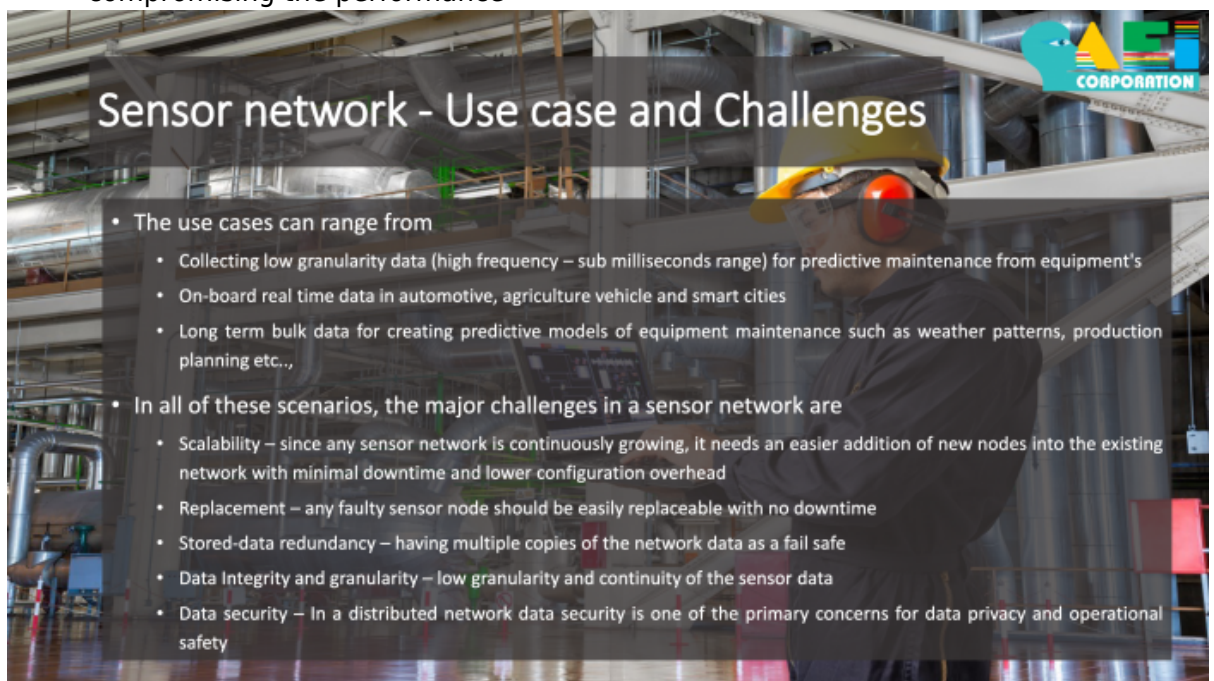 compromising the performance
AEi
CORPORATION
Sensor network - Use case and Challenges
• The use cases can range from
• Collecting low granularity data (high frequency – sub milliseconds range) for predictive maintenance from equipment's
• On-board real time data in automotive, agriculture vehicle and smart cities
• Long term bulk data for creating predictive models of equipment maintenance such as weather patterns, production
planning etc..,
• In all of these scenarios, the major challenges in a sensor network are
• Scalability – since any sensor network is continuously growing, it needs an easier addition of new nodes into the existing
network with minimal downtime and lower configuration overhead
• Replacement – any faulty sensor node should be easily replaceable with no downtime
• Stored-data redundancy – having multiple copies of the network data as a fail safe
• Data Integrity and granularity – low granularity and continuity of the sensor data
• Data security – In a distributed network data security is one of the primary concerns for data privacy and operational
safety